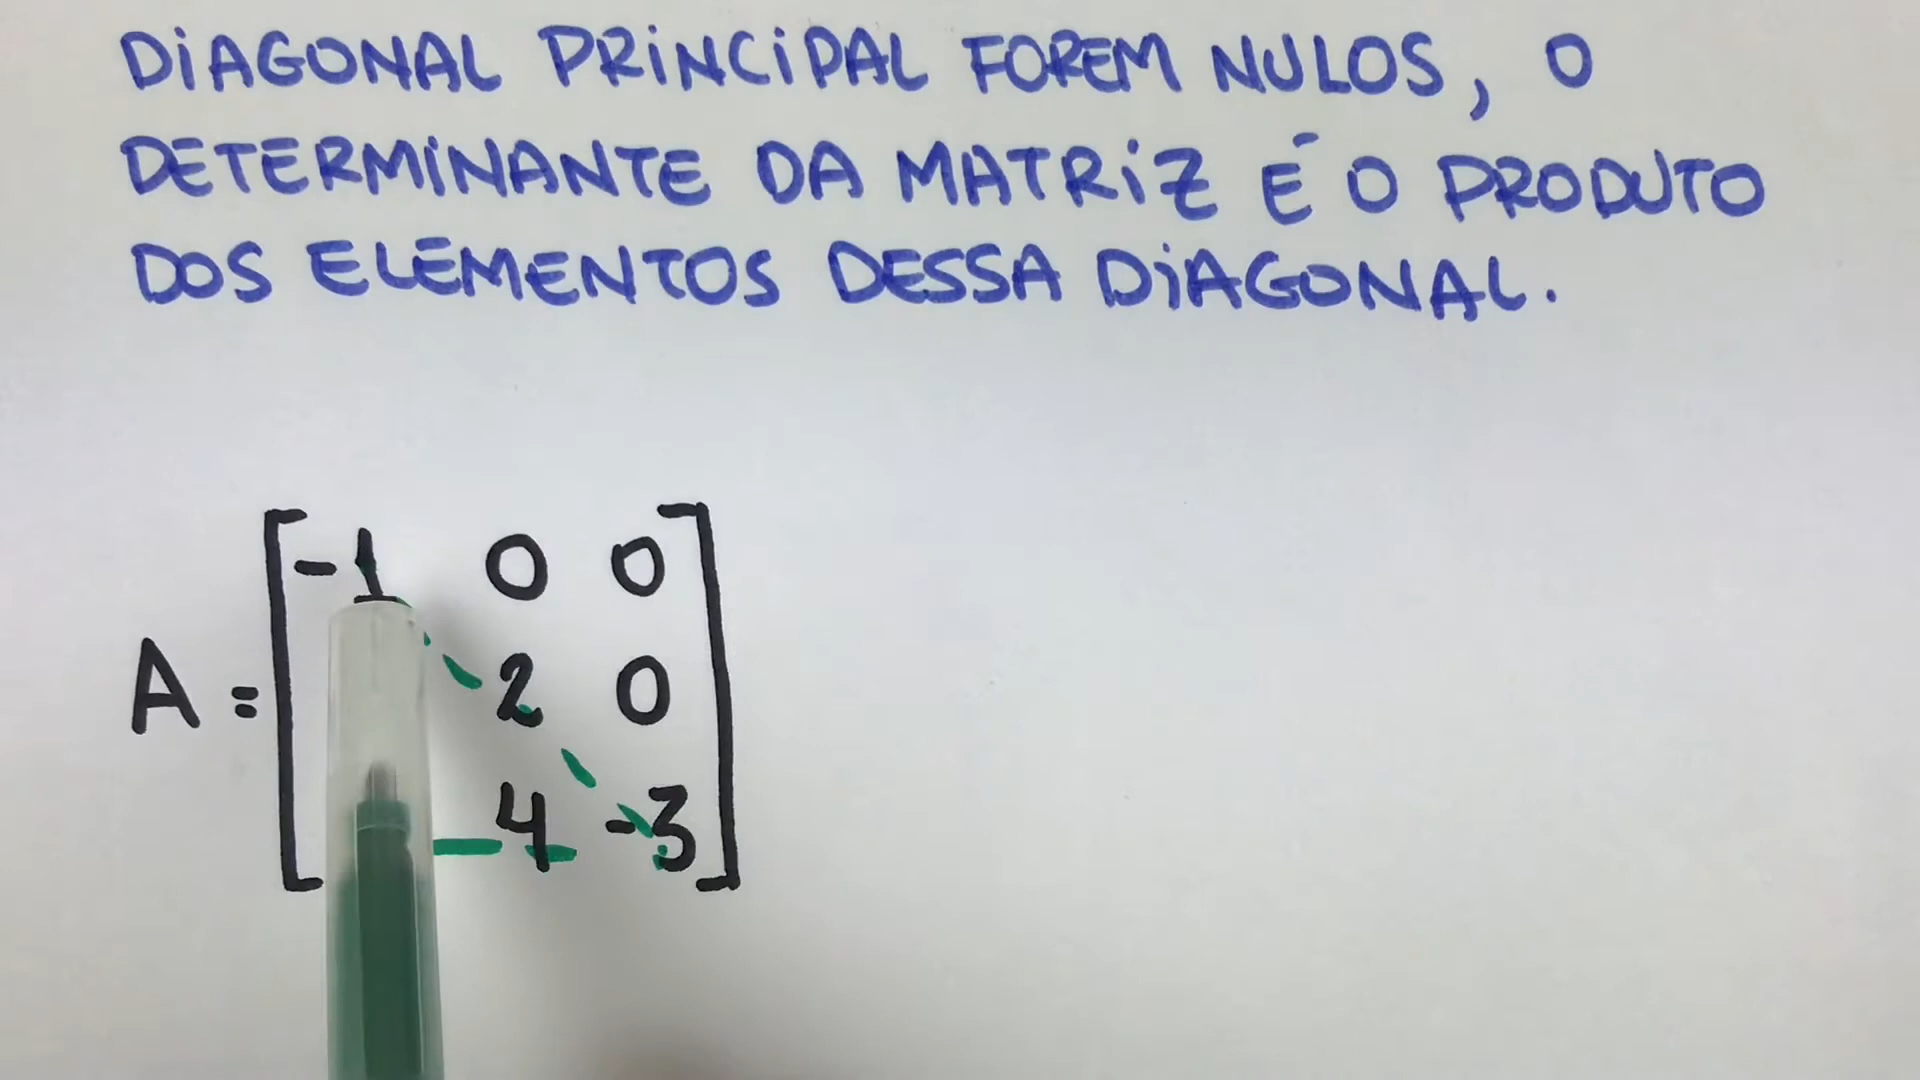 DIAGONAL PRINCIPAL FOREM NULOS, O
DETERMINANTE DA MATRIZ É O PRODUTO
DOS ELEMENTOS DESSA DIAGONAL.
-1 0 0
A = 2 0
4 -3